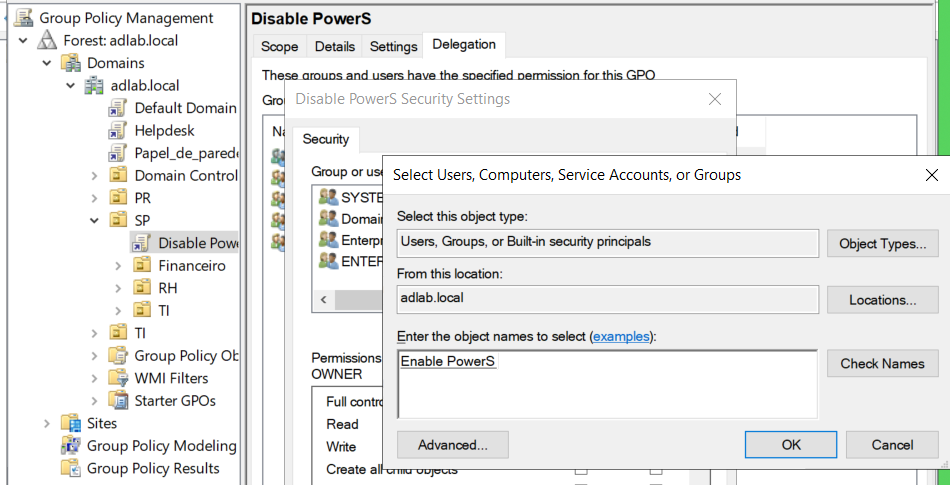 Group Policy Management
Forest: adlab.local
Domains
adlab.local
Default Domain
Helpdesk
Papel_de_parede
Domain Control
PR
SP
Disable Powe
Financeiro
RH
TI
TI
Group Policy Ob
WMI Filters
Starter GPOs
Sites
Group Policy Modeling
Group Policy Results
Disable PowerS
Scope Details Settings Delegation
These groups and users have the specified permission for this GPO
Grou
Na
Disable PowerS Security Settings
Security
Group or use
SYSTE
Domai
Enterp
ENTER
Permissions
OWNER
Full contro
Read
Write
Create all child objects
Select Users, Computers, Service Accounts, or Groups
Select this object type:
Users, Groups, or Built-in security principals
Object Types...
From this location:
adlab.local
Locations...
Enter the object names to select (examples):
Enable PowerS
Check Names
Advanced...
OK
Cancel